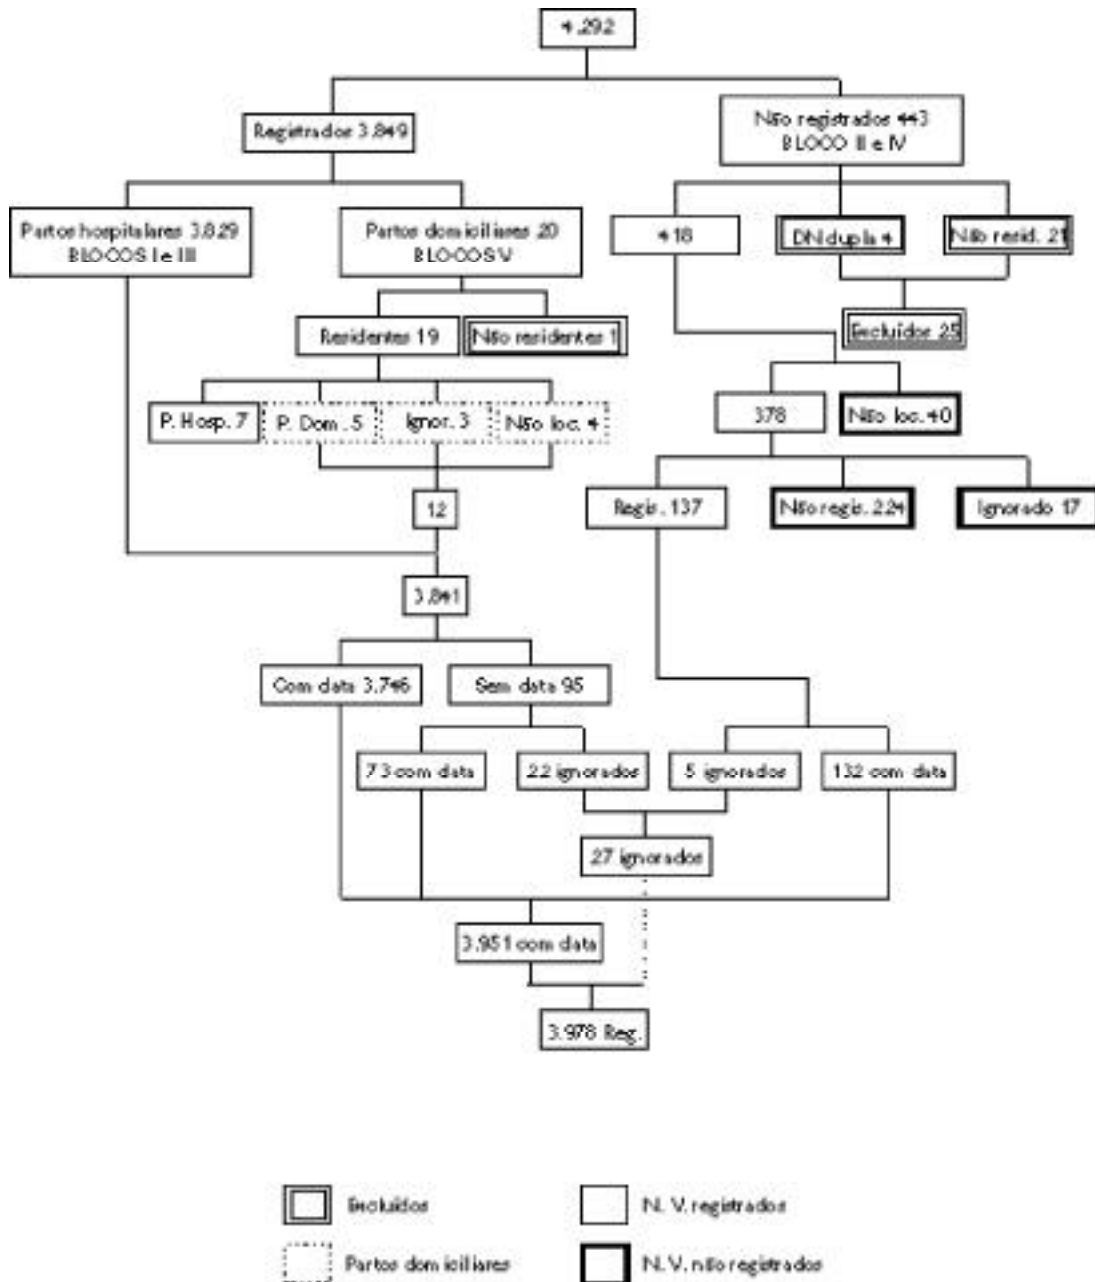 4.292
Registrados 3.849
Não registrados 443
BLOCO II e IV
Partos hospitalares 3.829
BLOCOS I e III
Partos domiciliares 20
BLOCOS V
418
DN dupla 4
Não resid. 21
Excluídos 25
Residentes 19
Não residentes 1
378
Não loc. 40
P. Hosp. 7
P. Dom. 5
Ignor. 3
Não loc. 4
12
Regis. 137
Não regis. 224
Ignorado 17
3.841
Com data 3.746
Sem data 95
73 com data
22 ignorados
5 ignorados
132 com data
27 ignorados
3.951 com data
3.978 Reg.
Excluídos
N. V. registrados
Partos domiciliares
N. V. não registrados